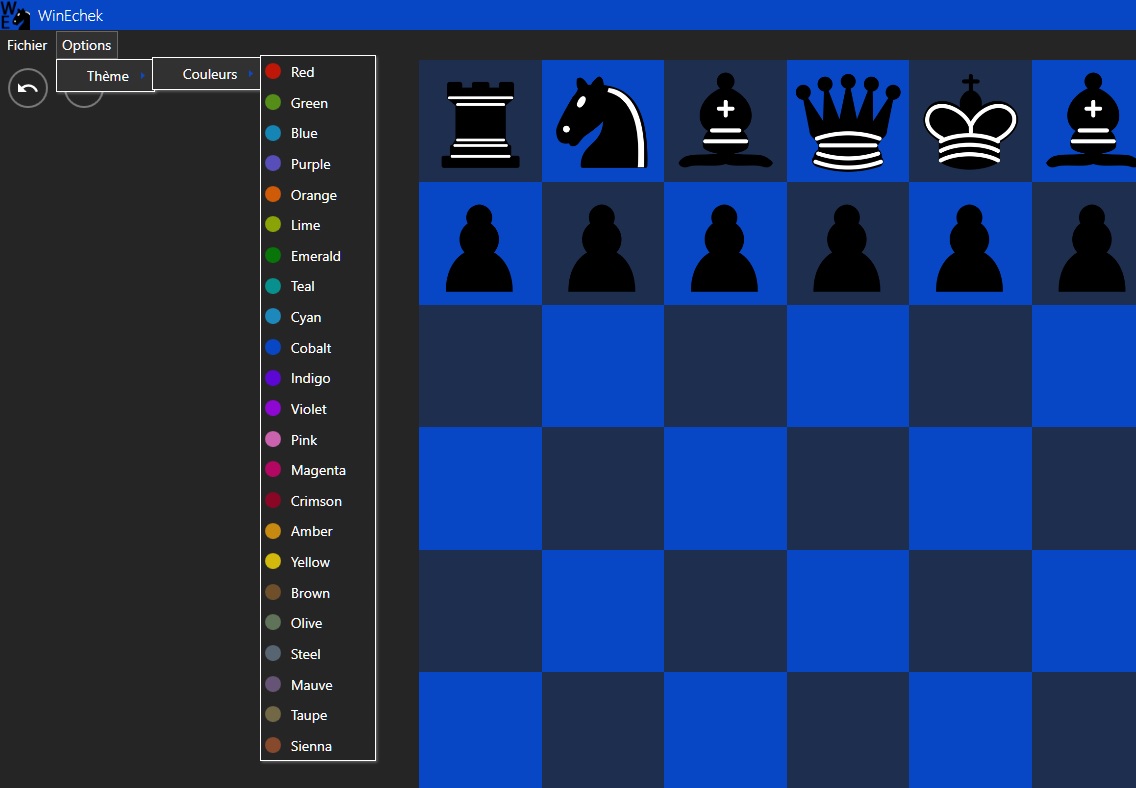 WE
WinEchek
Fichier Options
Thème
Couleurs
Red
Green
Blue
Purple
Orange
Lime
Emerald
Teal
Cyan
Cobalt
Indigo
Violet
Pink
Magenta
Crimson
Amber
Yellow
Brown
Olive
Steel
Mauve
Taupe
Sienna